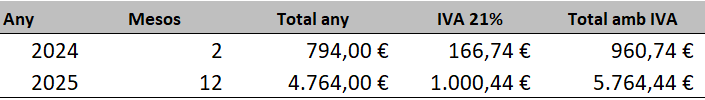 Any Mesos Total any IVA 21% Total amb IVA
2024 2 794,00 € 166,74 € 960,74 €
2025 12 4.764,00 € 1.000,44 € 5.764,44 €